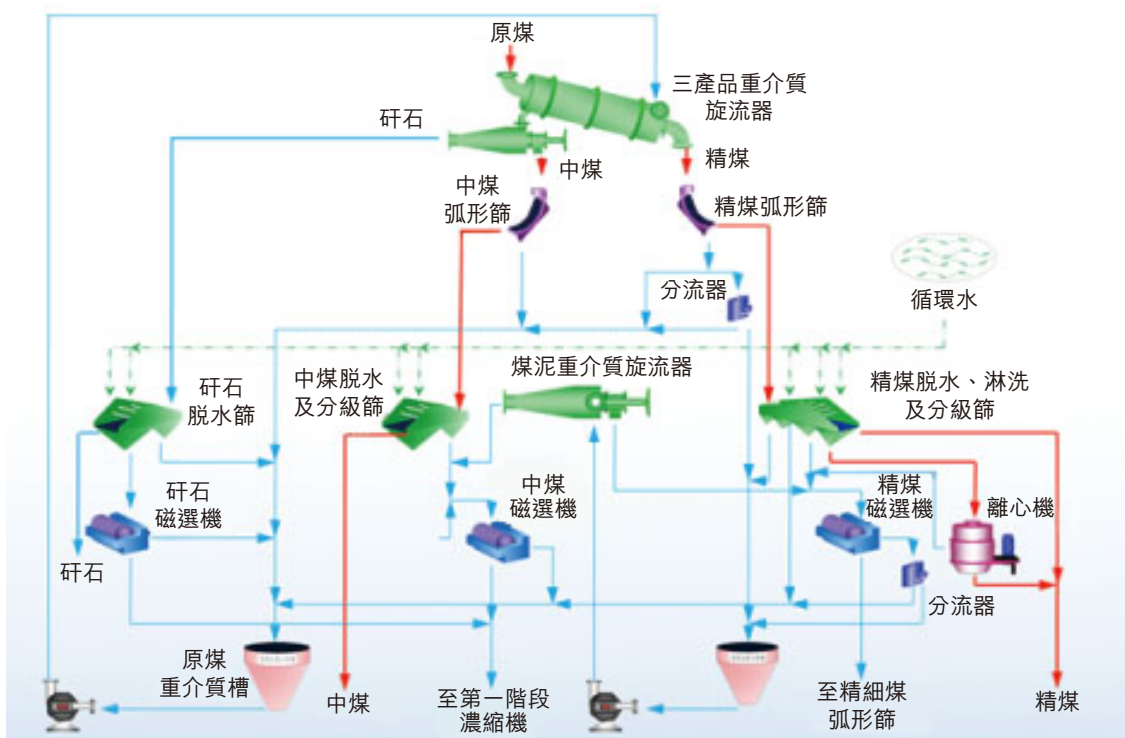 原煤
三產品重介質
旋流器
矸石
中煤
精煤
中煤
弧形篩
精煤弧形篩
分流器
循環水
煤泥重介質旋流器
矸石
脱水篩
中煤脱水
及分級篩
精煤脱水、淋洗
及分級篩
矸石
磁選機
中煤
磁選機
精煤
磁選機
離心機
矸石
分流器
原煤
重介質槽
中煤
至第一階段
濃縮機
至精細煤
弧形篩
精煤